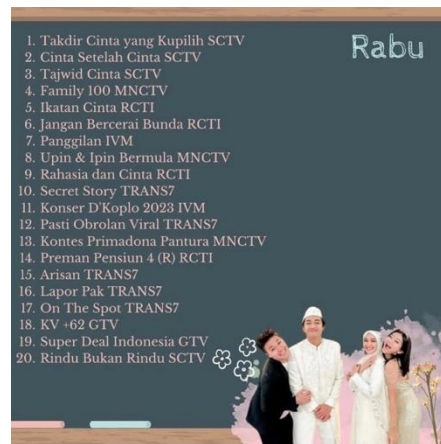 Rabu
1. Takdir Cinta yang Kupilih SCTV
2. Cinta Setelah Cinta SCTV
3. Tajwid Cinta SCTV
4. Family 100 MNCTV
5. Ikatan Cinta RCTI
6. Jangan Bercerai Bunda RCTI
7. Panggilan IVM
8. Upin & Ipin Bermula MNCTV
9. Rahasia dan Cinta RCTI
10. Secret Story TRANS7
11. Konser D'Koplo 2023 IVM
12. Pasti Obrolan Viral TRANS7
13. Kontes Primadona Pantura MNCTV
14. Preman Pensiun 4 (R) RCTI
15. Arisan TRANS7
16. Lapor Pak TRANS7
17. On The Spot TRANS7
18. KV +62 GTV
19. Super Deal Indonesia GTV
20. Rindu Bukan Rindu SCTV